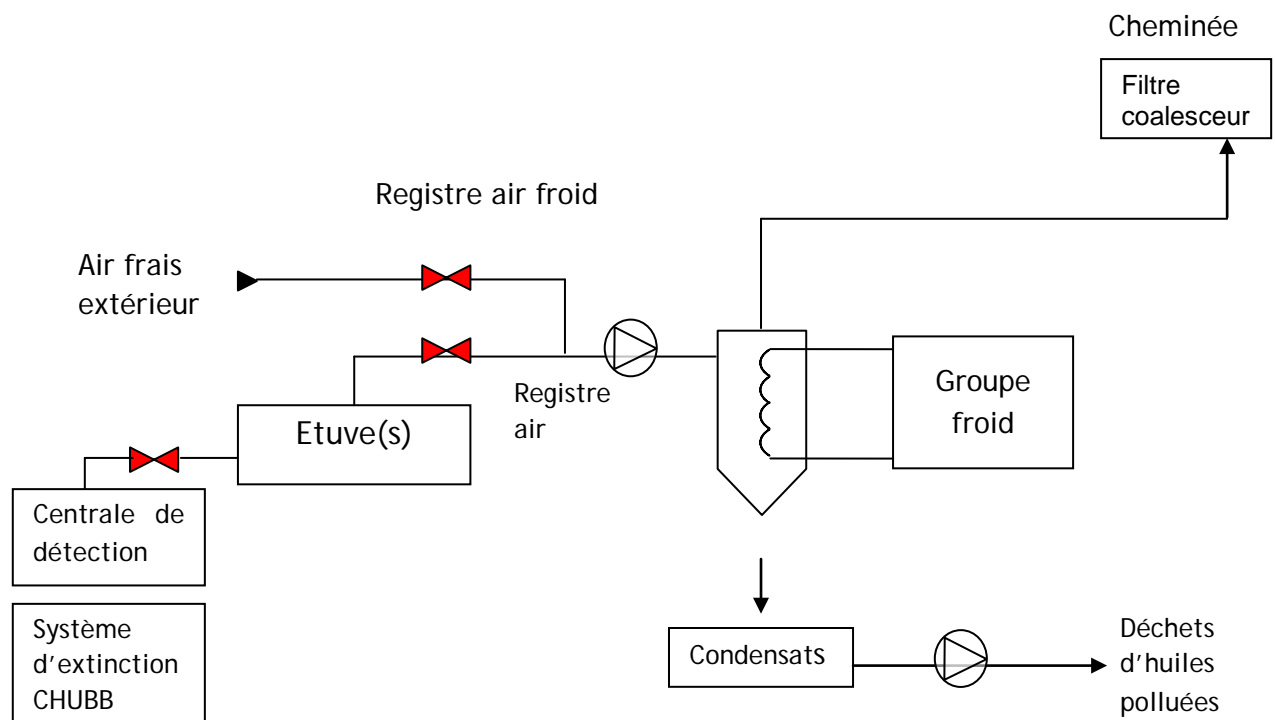 Cheminée
Filtre
coalesceur
Registre air froid
Air frais
extérieur
Registre
air
Etuve(s)
Groupe
froid
Centrale de
détection
Système
d'extinction
CHUBB
Condensats
Déchets
d'huiles
polluées